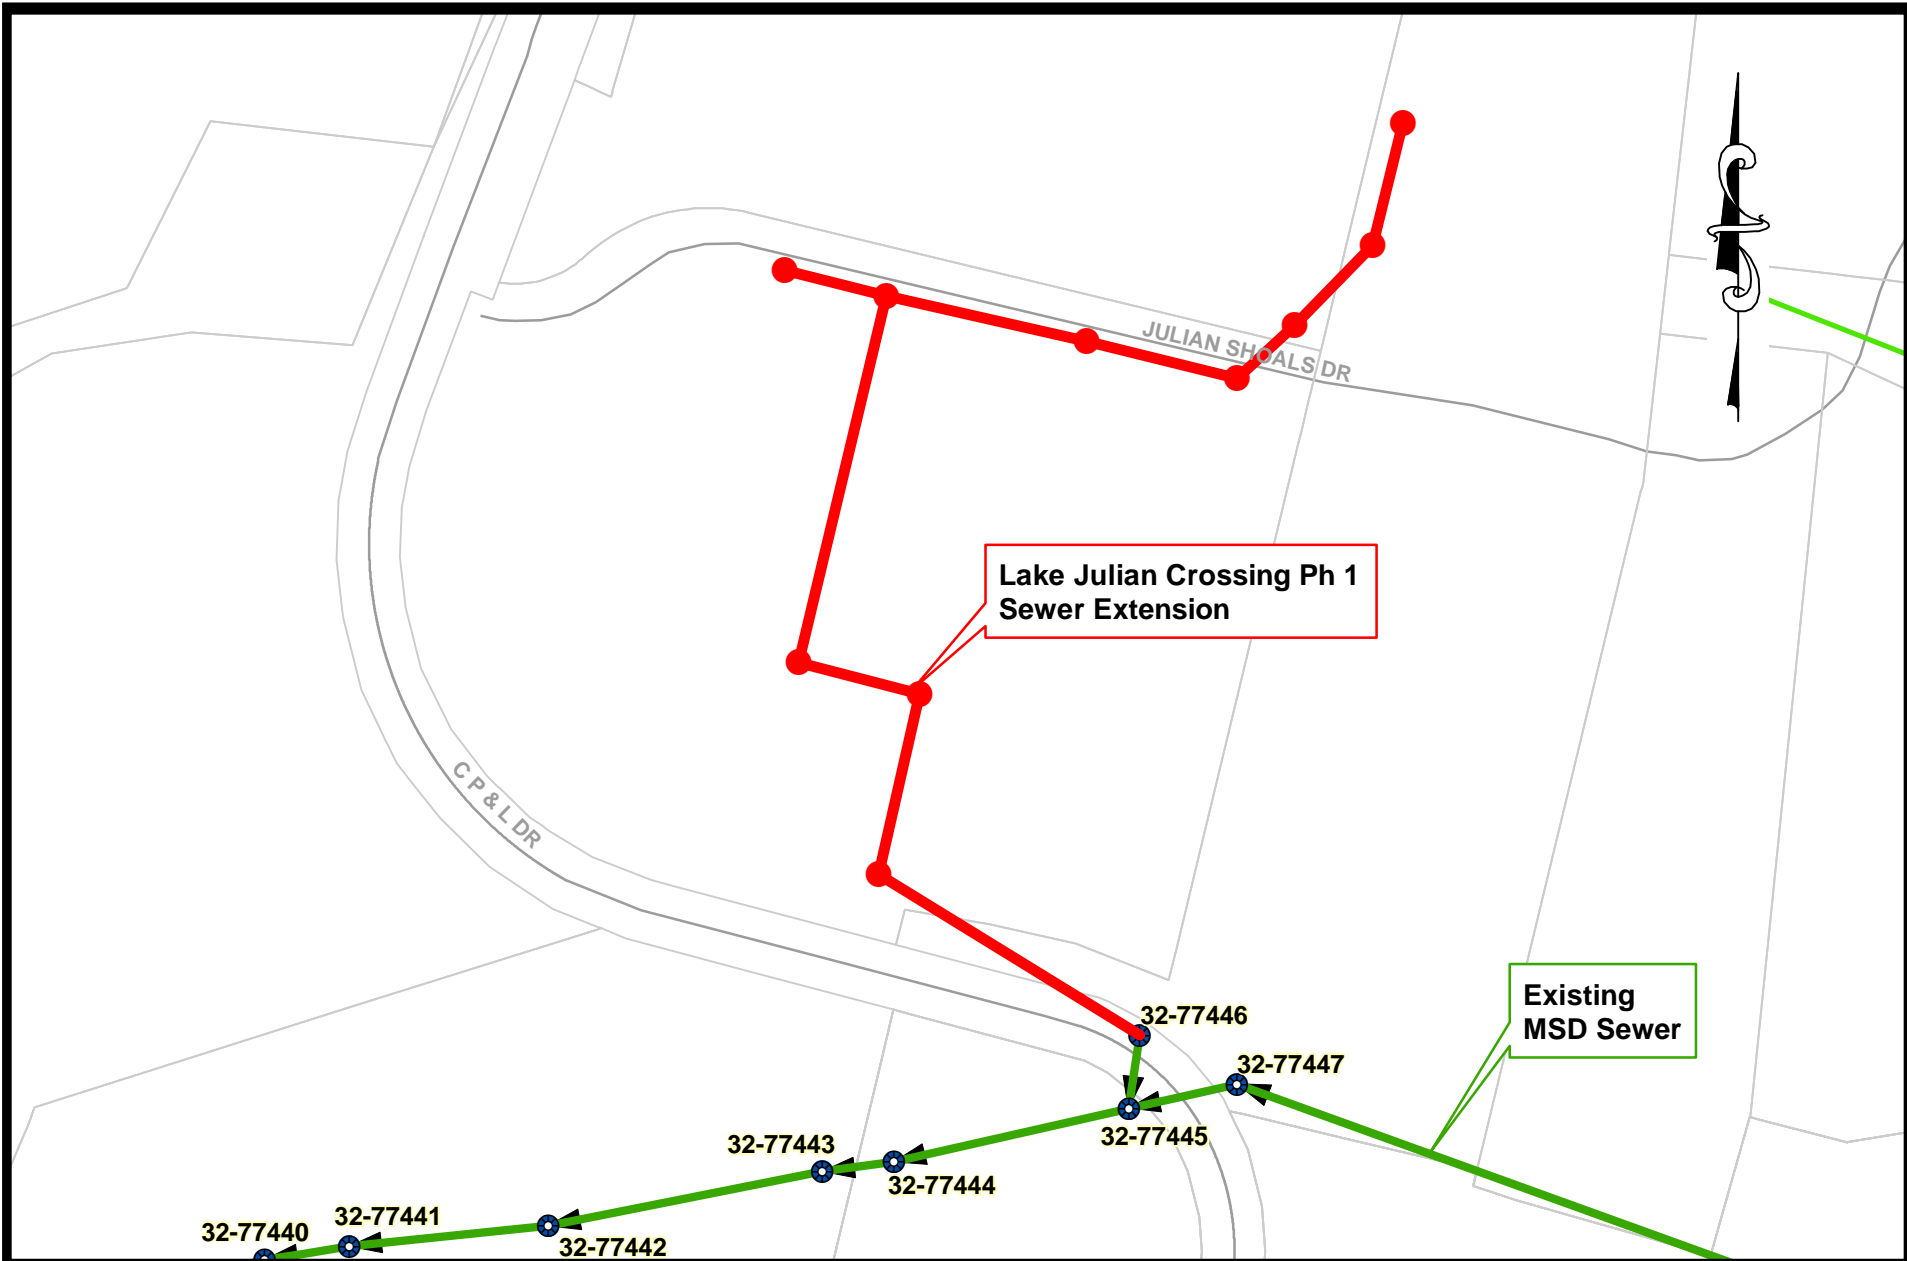 JULIAN SHOALS DR
Lake Julian Crossing Ph 1
Sewer Extension
C P & L DR
Existing
MSD Sewer
32-77446
32-77447
32-77445
32-77443
32-77444
32-77441
32-77440
32-77442